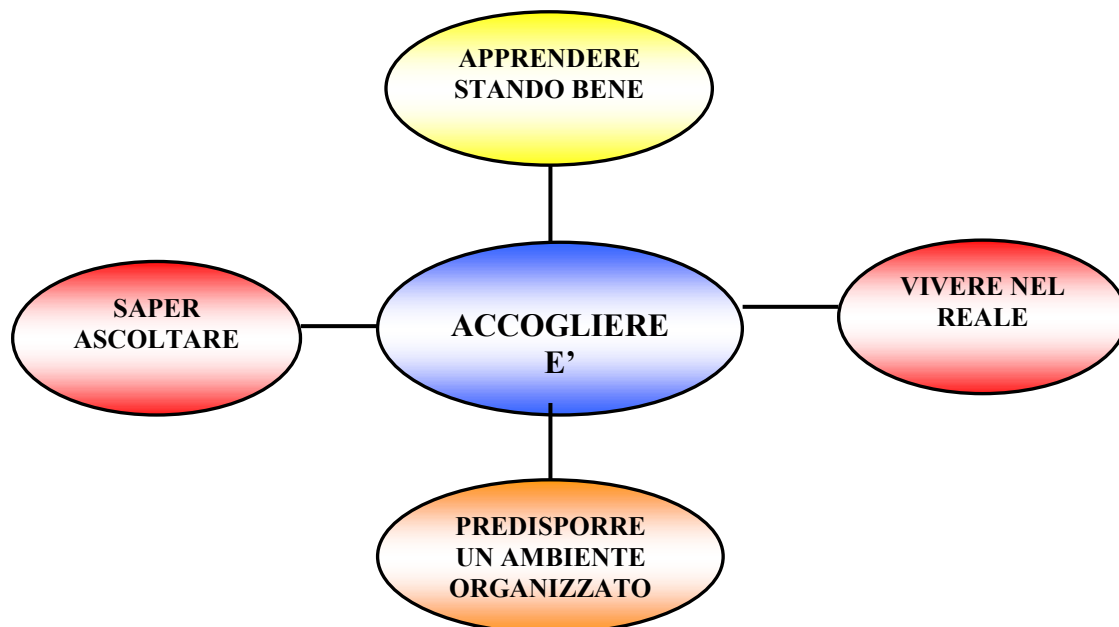 APPRENDERE
STANDO BENE
SAPER
ASCOLTARE
ACCOGLIERE
E’
VIVERE NEL
REALE
PREDISPORRE
UN AMBIENTE
ORGANIZZATO